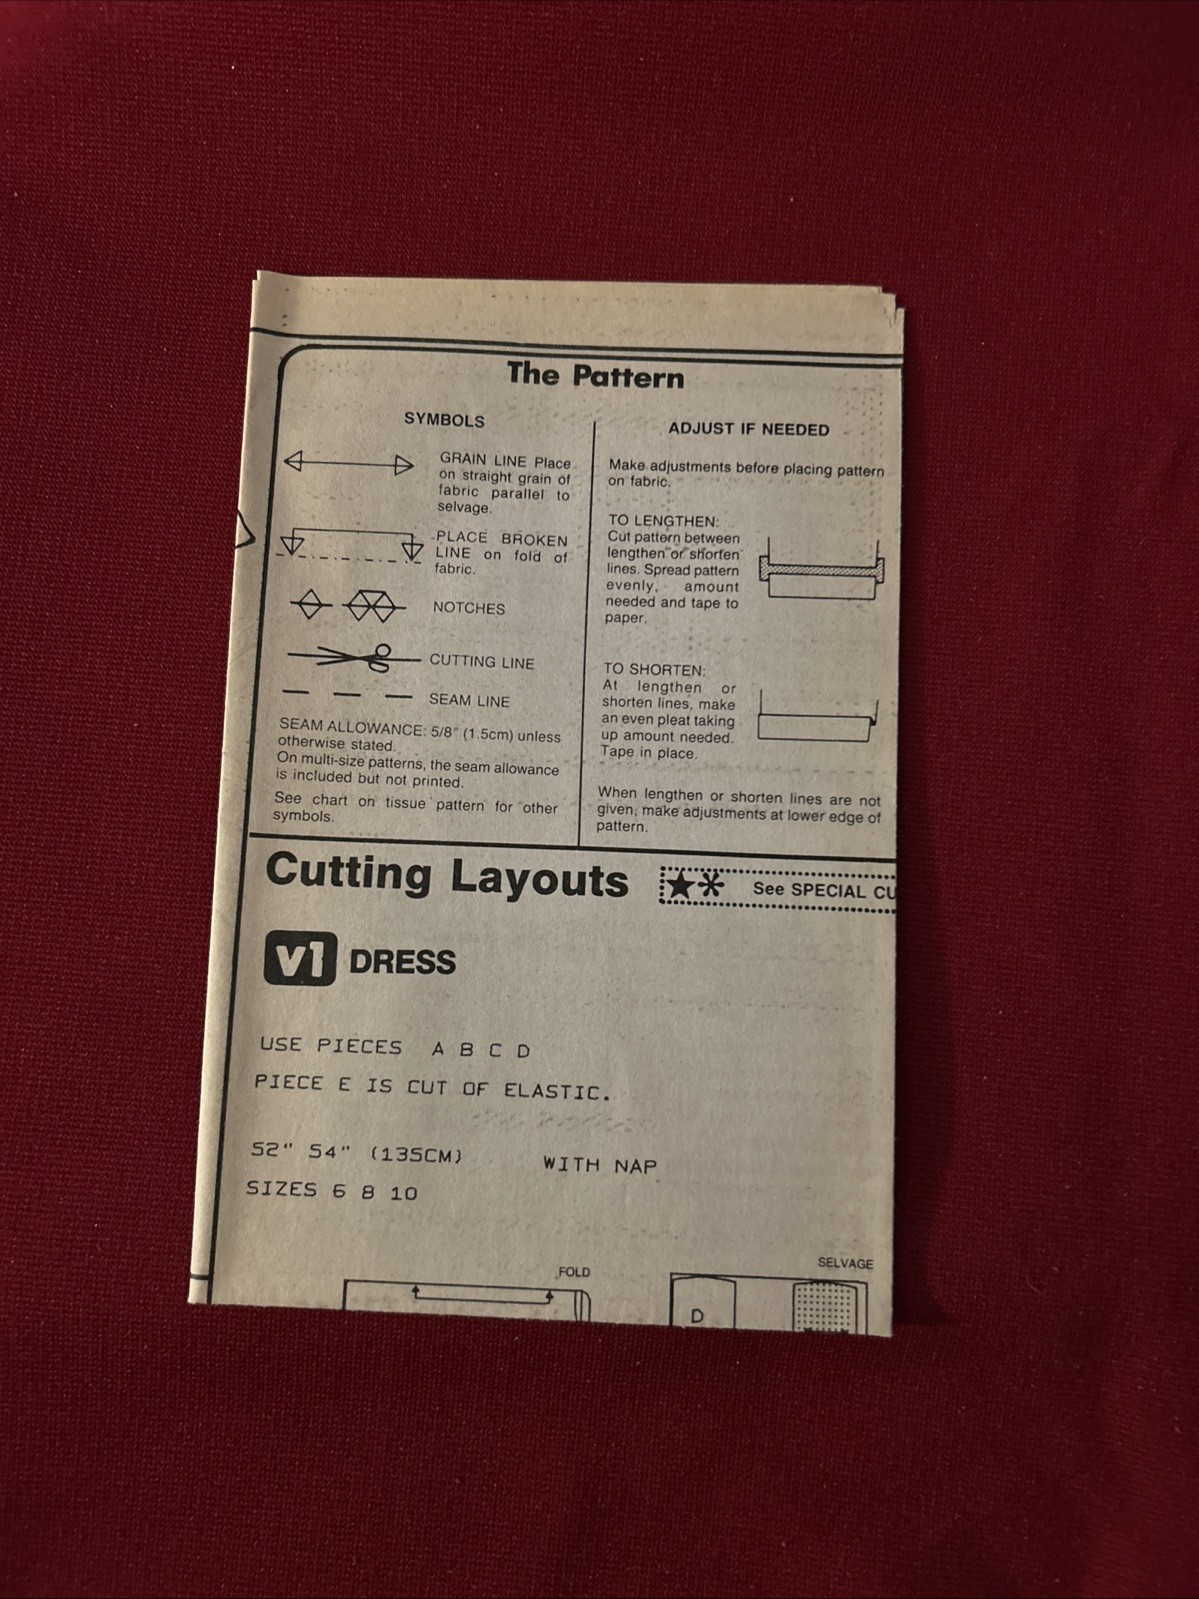 The Pattern
SYMBOLS
GRAIN LINE Place
on straight grain of
fabric parallel to
selvage.
PLACE BROKEN
LINE on fold of
fabric.
NOTCHES
CUTTING LINE
SEAM LINE
SEAM ALLOWANCE: 5/8" (1.5cm) unless
otherwise stated.
On multi-size patterns, the seam allowance
is included but not printed.
See chart on tissue pattern for other
symbols.
ADJUST IF NEEDED
Make adjustments before placing pattern
on fabric.
TO LENGTHEN:
Cut pattern between
lengthen or shorten
lines. Spread pattern
evenly, amount
needed and tape to
paper.
TO SHORTEN:
At lengthen or
shorten lines, make
an even pleat taking
up amount needed.
Tape in place.
When lengthen or shorten lines are not
given, make adjustments at lower edge of
pattern.
Cutting Layouts
See SPECIAL CU
v1 DRESS
USE PIECES A B C D
PIECE E IS CUT OF ELASTIC.
52" 54" (135CM) WITH NAP
SIZES 6 8 10
FOLD
SELVAGE
D